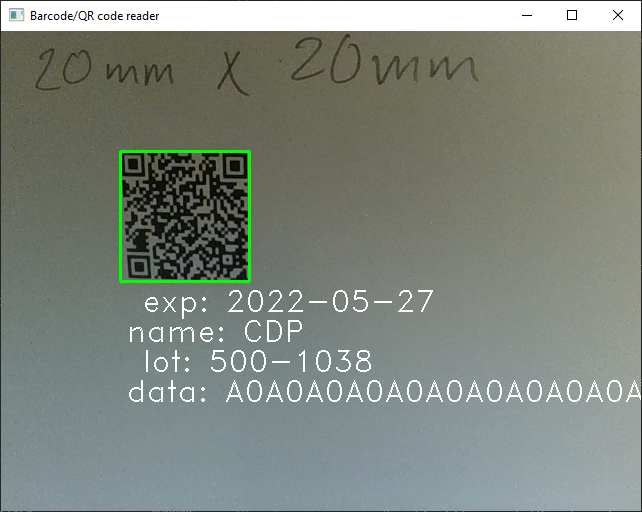 Barcode/QR code reader
20mm X 20mm
exp: 2022-05-27
name: CDP
lot: 500-1038
data: A0A0A0A0A0A0A0A0A0A0A